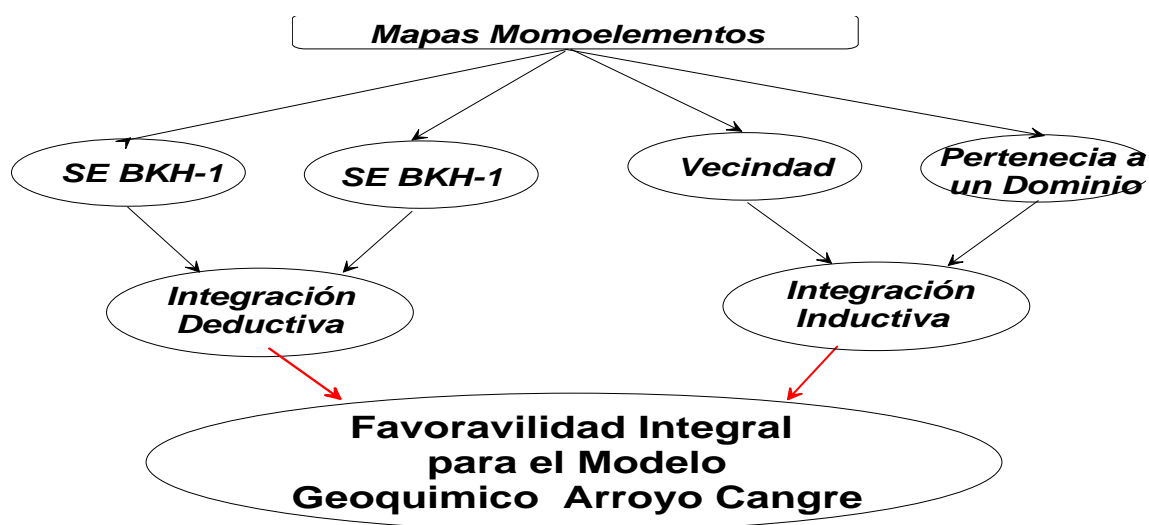 Mapas Momoelementos
SE BKH-1
SE BKH-1
Vecindad
Pertenecia a
un Dominio
Integración
Deductiva
Integración
Inductiva
Favoravilidad Integral
para el Modelo
Geoquimico Arroyo Cangre